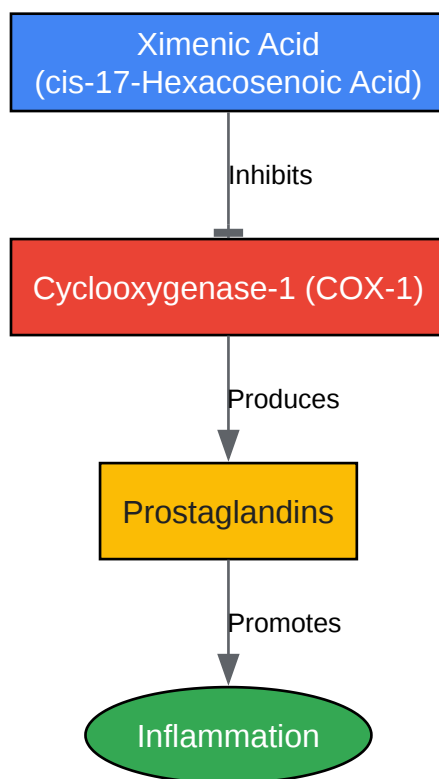 Ximenic Acid
(cis-17-Hexacosenoic Acid)
Inhibits
Cyclooxygenase-1 (COX-1)
Produces
Prostaglandins
Promotes
Inflammation